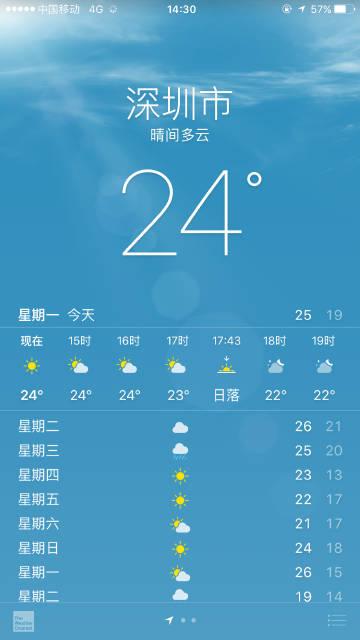 中国移动 4G 14:30 57%
深圳市
晴间多云
24°
星期一 今天 25 19
现在 15时 16时 17时 17:43 18时 19时
24° 24° 24° 23° 日落 22° 22°
星期二 26 21
星期三 25 20
星期四 23 13
星期五 22 17
星期六 21 17
星期日 24 18
星期一 26 15
星期二 19 14
The Weather Channel